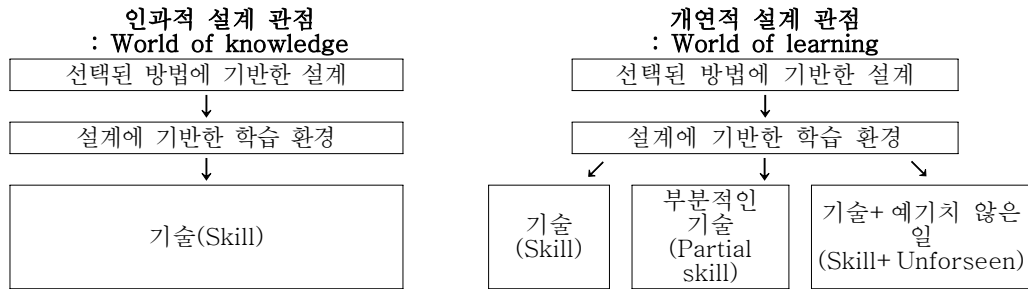 인과적 설계 관점
: World of knowledge
선택된 방법에 기반한 설계
↓
설계에 기반한 학습 환경
↓
기술(Skill)
개연적 설계 관점
: World of learning
선택된 방법에 기반한 설계
↓
설계에 기반한 학습 환경
↙ ↓ ↘
기술
(Skill)
부분적인
기술
(Partial
skill)
기술+ 예기치 않은
일
(Skill+ Unforseen)